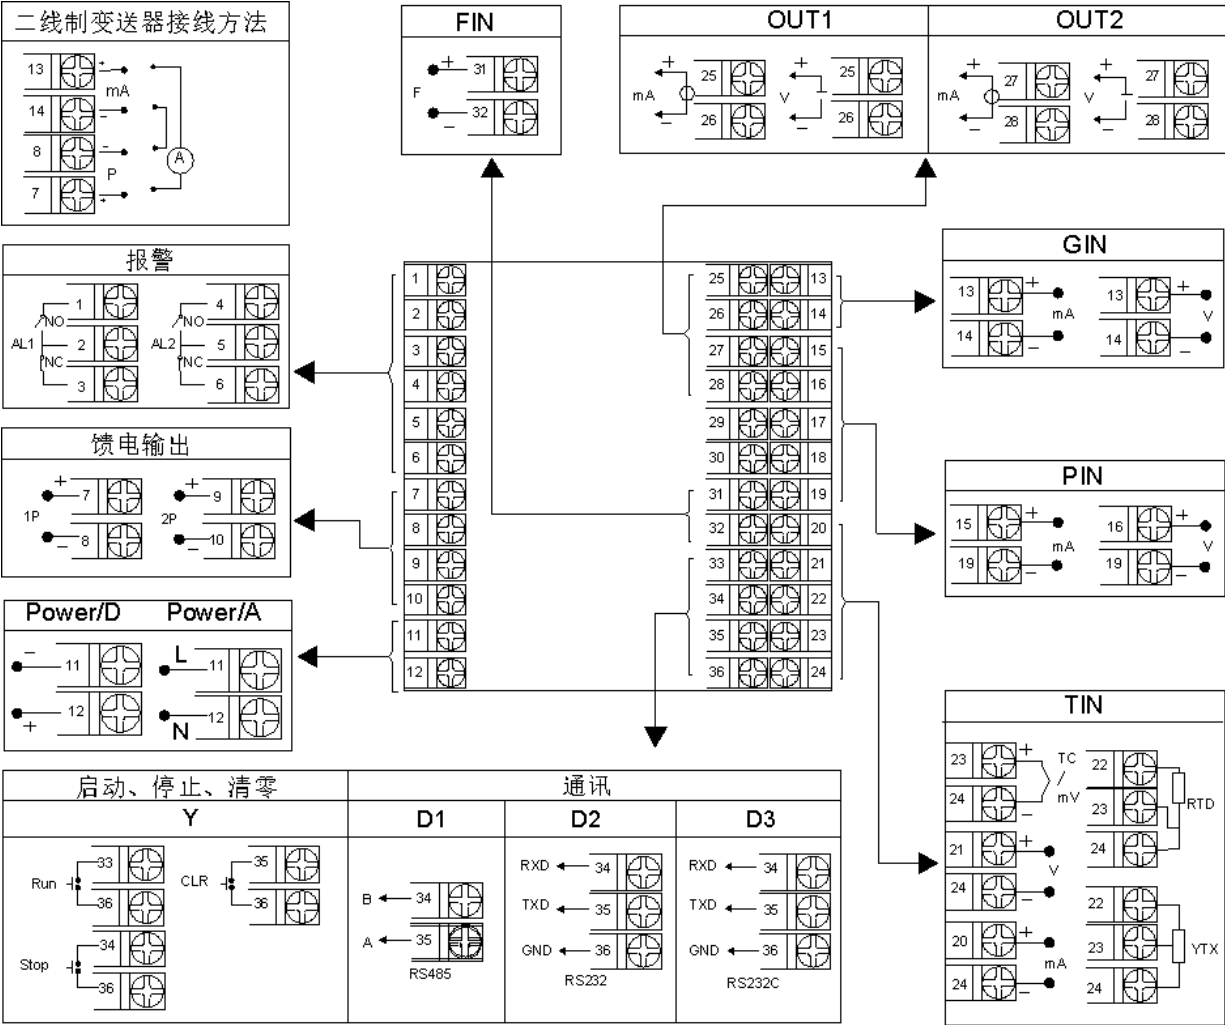 二线制变送器接线方法
13 + mA
14 −
8 − P
7 +
A
FIN
F + 31
− 32
OUT1 OUT2
mA + 25 − 26
V + 25 − 26
mA + 27 − 28
V + 27 − 28
报警
AL1 NO NC 1 2 3
AL2 NO NC 4 5 6
馈电输出
1P + 7 − 8
2P + 9 − 10
Power/D Power/A
− 11 L 11
+ 12 N 12
1 25 13
2 26 14
3 27 15
4 28 16
5 29 17
6 30 18
7 31 19
8 32 20
9 33 21
10 34 22
11 35 23
12 36 24
GIN
13 + mA 13 + V
14 − 14 −
PIN
15 + mA 16 + V
19 − 19 −
TIN
23 + TC / mV 22
24 − 23 RTD
24
21 + V
24 − 22
20 + mA 23 YTX
24 − 24
启动、停止、清零 通讯
Y D1 D2 D3
Run 33 36
CLR 35 36
Stop 34 36
B 34
A 35
RS485
RXD 34
TXD 35
GND 36
RS232
RXD 34
TXD 35
GND 36
RS232C